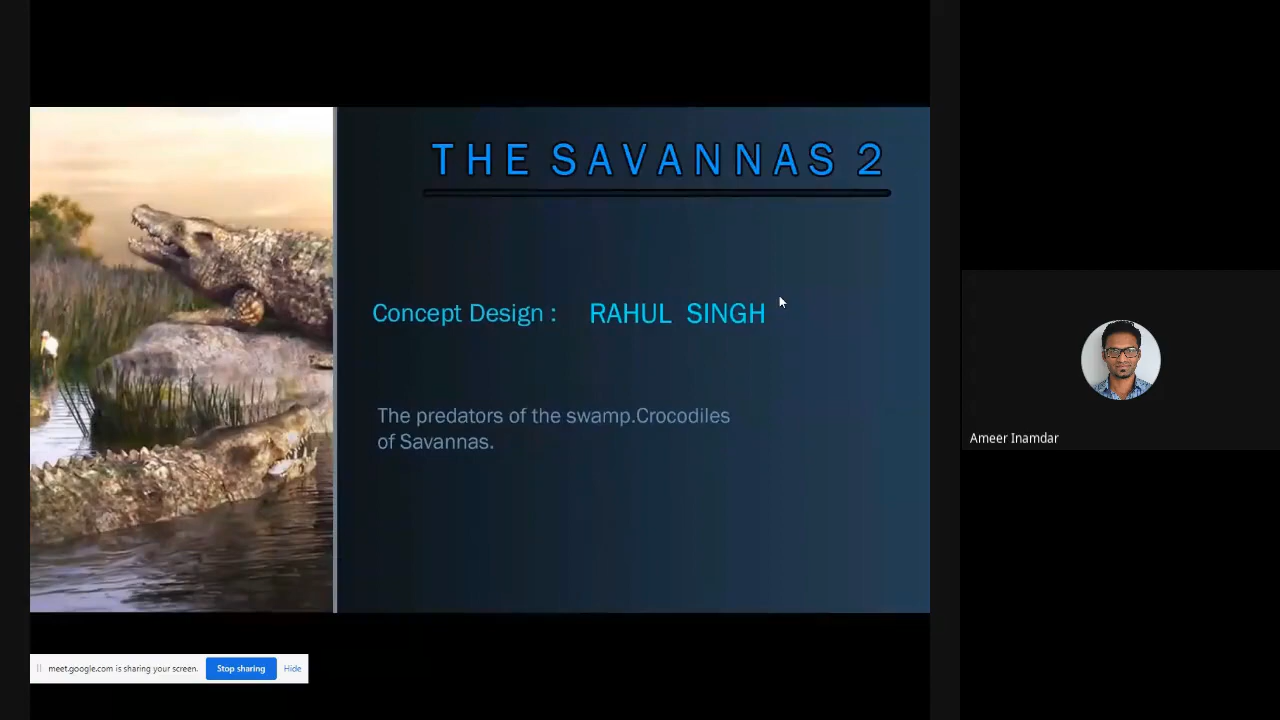 THE SAVANNAS 2
Concept Design : RAHUL SINGH
The predators of the swamp.Crocodiles
of Savannas.
Ameer Inamdar
meet.google.com is sharing your screen. Stop sharing Hide